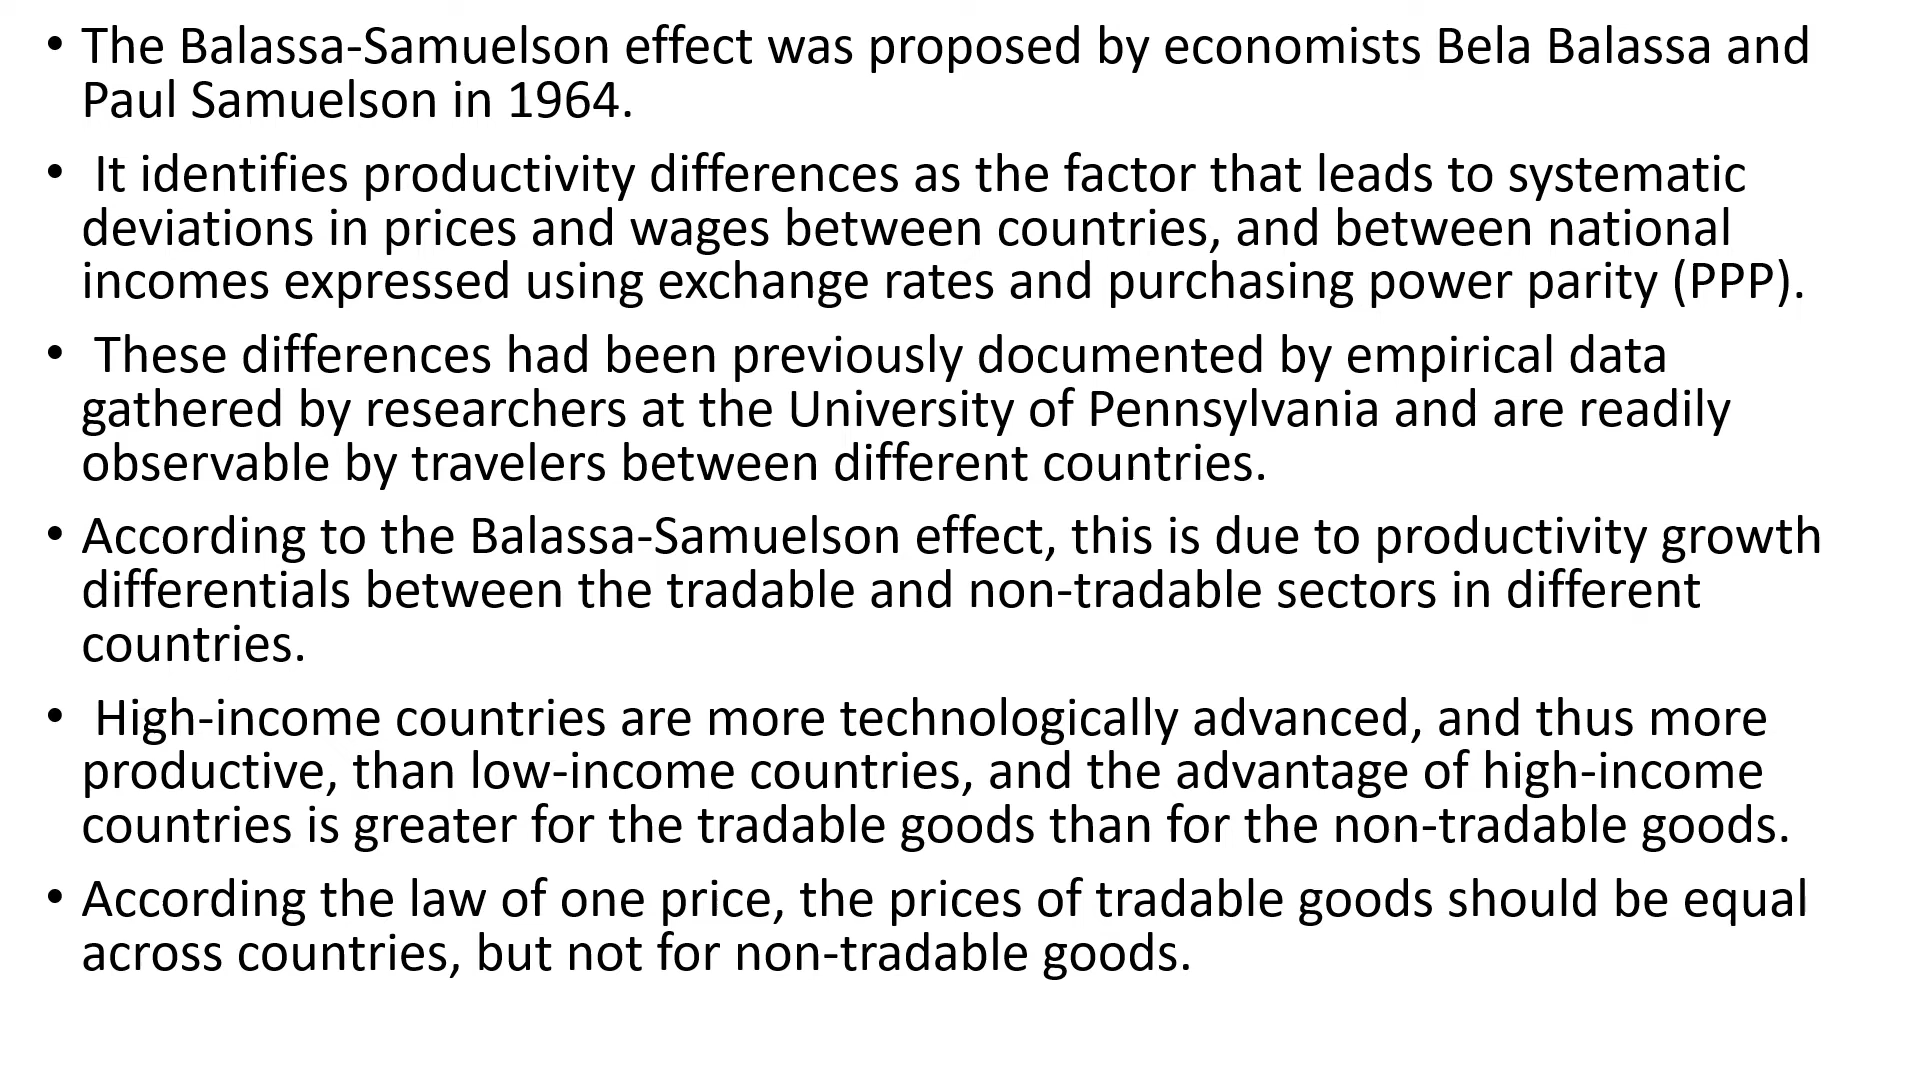 • The Balassa-Samuelson effect was proposed by economists Bela Balassa and
Paul Samuelson in 1964.
• It identifies productivity differences as the factor that leads to systematic
deviations in prices and wages between countries, and between national
incomes expressed using exchange rates and purchasing power parity (PPP).
• These differences had been previously documented by empirical data
gathered by researchers at the University of Pennsylvania and are readily
observable by travelers between different countries.
• According to the Balassa-Samuelson effect, this is due to productivity growth
differentials between the tradable and non-tradable sectors in different
countries.
• High-income countries are more technologically advanced, and thus more
productive, than low-income countries, and the advantage of high-income
countries is greater for the tradable goods than for the non-tradable goods.
• According the law of one price, the prices of tradable goods should be equal
across countries, but not for non-tradable goods.